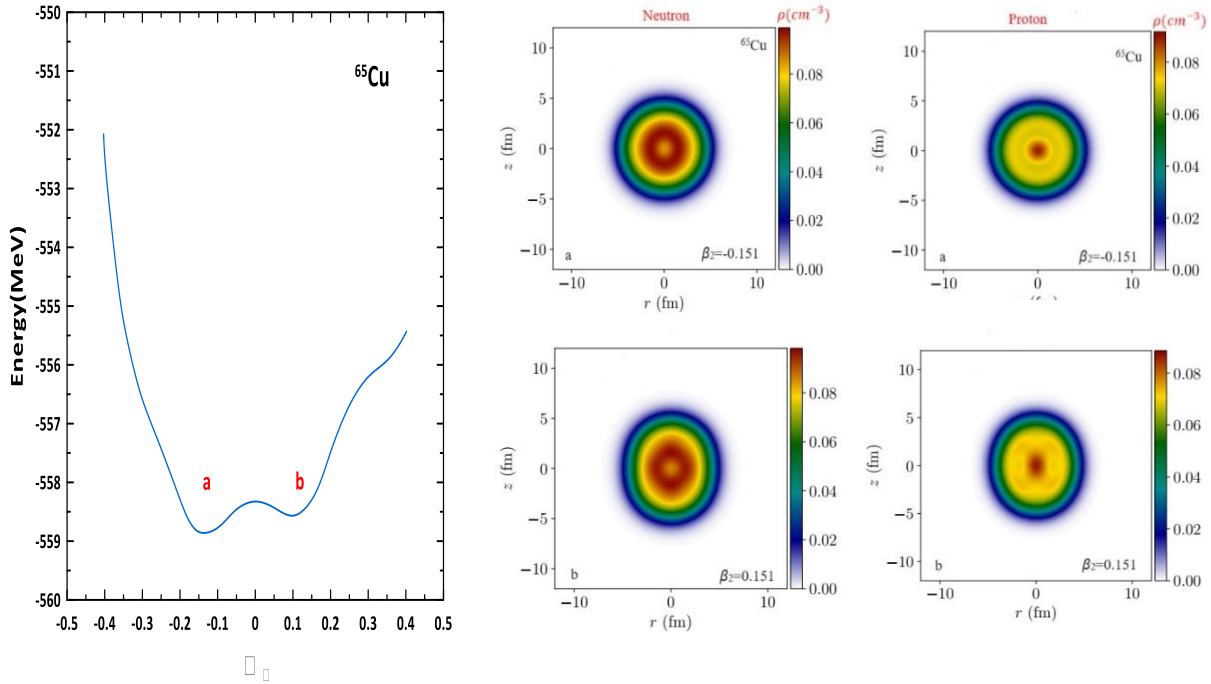 -550
-551
-552
-553
-554
-555
-556
-557
-558
-559
-560
Energy(MeV)
-0.5 -0.4 -0.3 -0.2 -0.1 0 0.1 0.2 0.3 0.4 0.5
⁶⁵Cu
a
b
Neutron
ρ(cm⁻³)
⁶⁵Cu
10
5
0
−5
−10
z (fm)
a
β₂=-0.151
−10 0 10
r (fm)
0.08
0.06
0.04
0.02
0.00
Proton
ρ(cm⁻³)
⁶⁵Cu
10
5
0
−5
−10
z (fm)
a
β₂=-0.151
−10 0 10
0.08
0.06
0.04
0.02
0.00
10
5
0
−5
−10
z (fm)
b
β₂=0.151
−10 0 10
r (fm)
0.08
0.06
0.04
0.02
0.00
10
5
0
−5
−10
z (fm)
b
β₂=0.151
−10 0 10
r (fm)
0.08
0.06
0.04
0.02
0.00